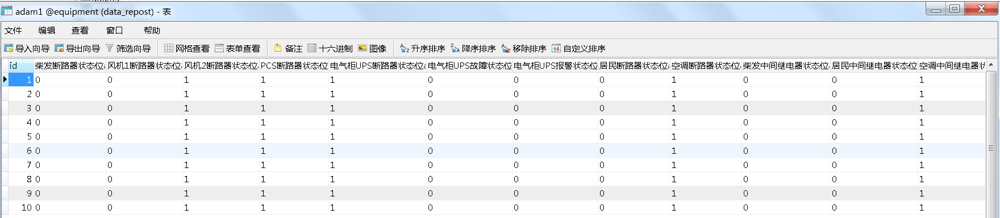 adam1 @equipment (data_repost) - 表
文件 编辑 查看 窗口 帮助
导入向导 导出向导 筛选向导 网格查看 表单查看 备注 十六进制 图像 升序排序 降序排序 移除排序 自定义排序
id 柴发断路器状态位 风机1断路器状态位 风机2断路器状态位 PCS断路器状态位 电气柜UPS断路器状态位 电气柜UPS故障状态位 电气柜UPS报警状态位 居民断路器状态位 空调断路器状态位 柴发中间继电器状态位 居民中间继电器状态位 空调中间继电器状
1 0 0 1 1 1 0 0 0 1 0 0 1
2 0 0 1 1 1 0 0 0 1 0 0 1
3 0 0 1 1 1 0 0 0 1 0 0 1
4 0 0 1 1 1 0 0 0 1 0 0 1
5 0 0 1 1 1 0 0 0 1 0 0 1
6 0 0 1 1 1 0 0 0 1 0 0 1
7 0 0 1 1 1 0 0 0 1 0 0 1
8 0 0 1 1 1 0 0 0 1 0 0 1
9 0 0 1 1 1 0 0 0 1 0 0 1
10 0 0 1 1 1 0 0 0 1 0 0 1